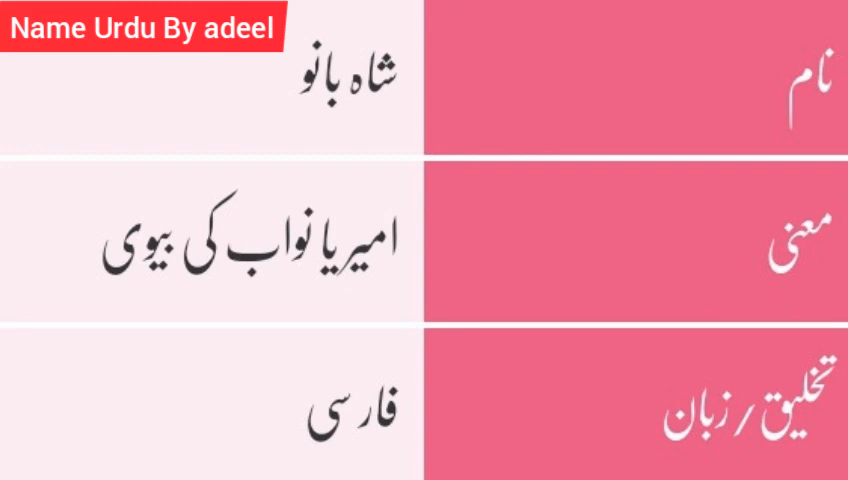 Name Urdu By adeel
نام شاہ بانو
معنی امیر یا نواب کی بیوی
تخلیق / زبان فارسی